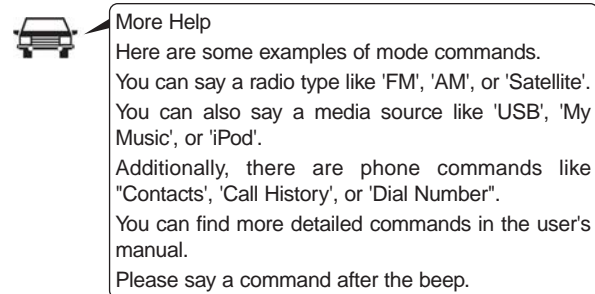 More Help
Here are some examples of mode commands.
You can say a radio type like 'FM', 'AM', or 'Satellite'.
You can also say a media source like 'USB', 'My
Music', or 'iPod'.
Additionally, there are phone commands like
"Contacts', 'Call History', or 'Dial Number".
You can find more detailed commands in the user's
manual.
Please say a command after the beep.